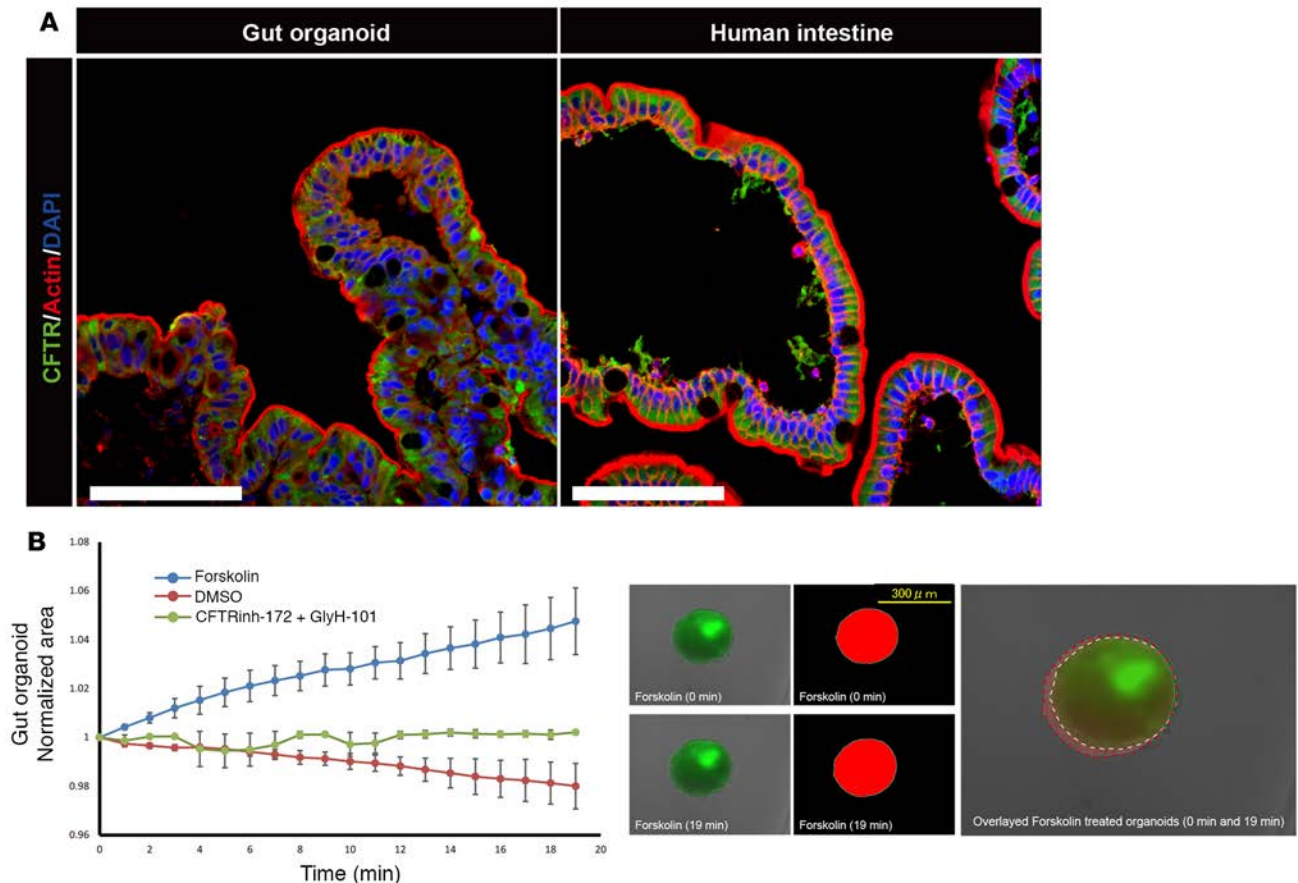 A
Gut organoid
Human intestine
CFTR/Actin/DAPI
B
1.08
1.06
1.04
1.02
1
0.98
0.96
0
2
4
6
8
10
12
14
16
18
20
Gut organoid
Normalized area
Time (min)
Forskolin
DMSO
CFTRinh-172 + GlyH-101
Forskolin (0 min)
300 μm
Forskolin (0 min)
Forskolin (19 min)
Forskolin (19 min)
Overlayed Forskolin treated organoids (0 min and 19 min)